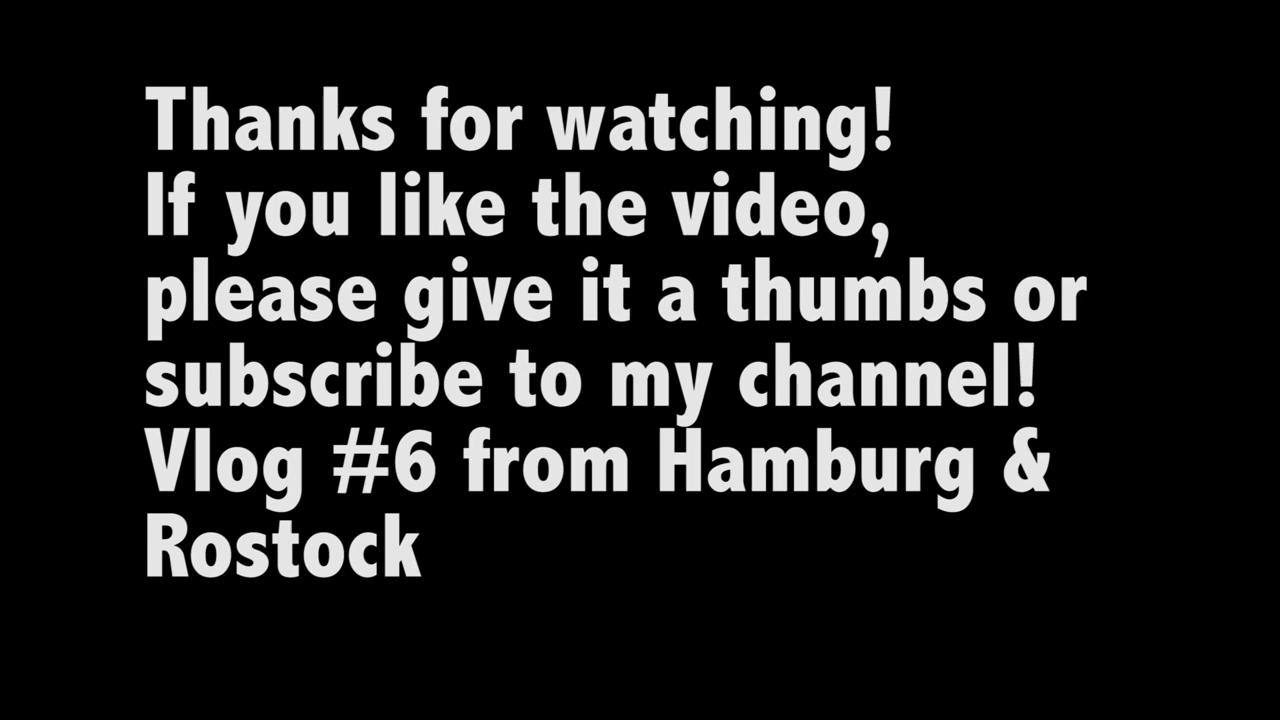 Thanks for watching!
If you like the video,
please give it a thumbs or
subscribe to my channel!
Vlog #6 from Hamburg &
Rostock